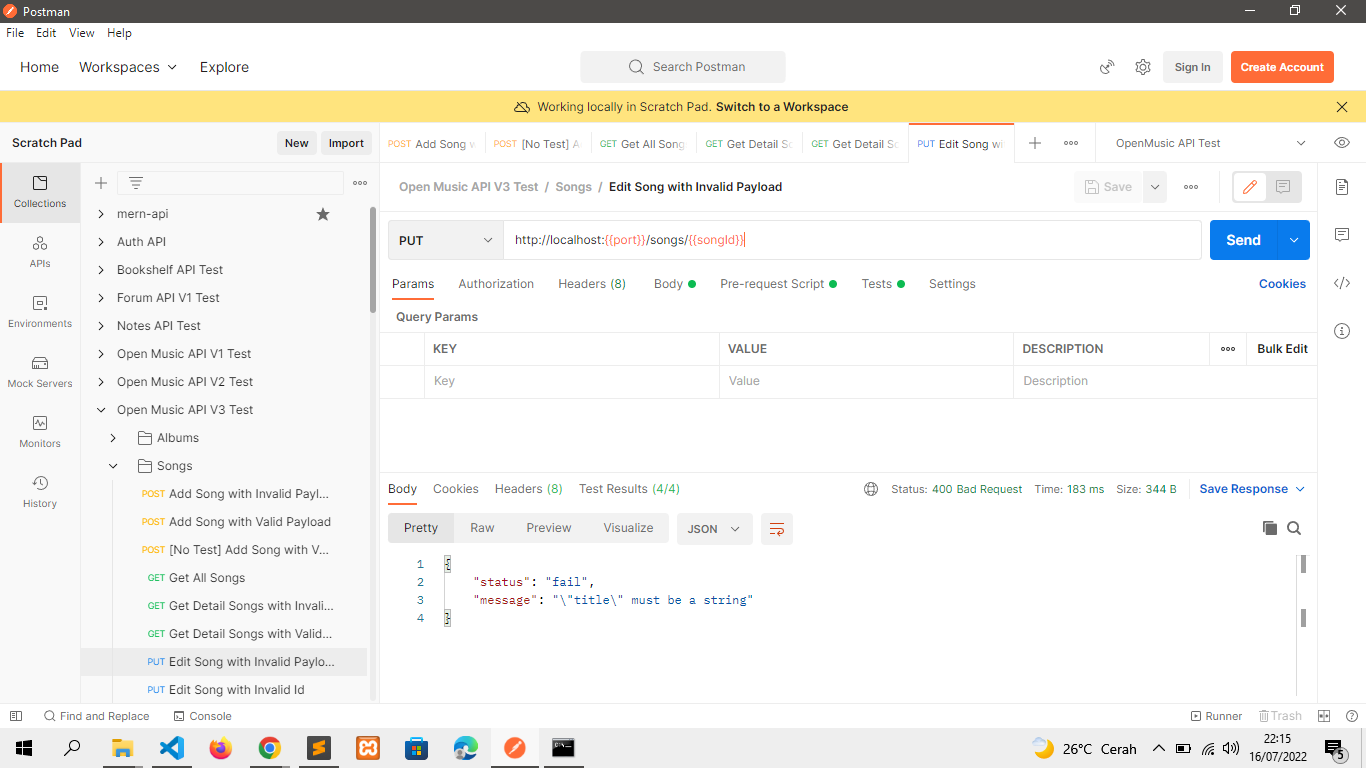 Postman
File Edit View Help
Home Workspaces Explore
Search Postman
Sign In
Create Account
Working locally in Scratch Pad. Switch to a Workspace
Scratch Pad
New
Import
POST Add Song w
POST [No Test] A
GET Get All Song
GET Get Detail So
GET Get Detail So
PUT Edit Song wi
OpenMusic API Test
Collections
APIs
Environments
Mock Servers
Monitors
History
mern-api
Auth API
Bookshelf API Test
Forum API V1 Test
Notes API Test
Open Music API V1 Test
Open Music API V2 Test
Open Music API V3 Test
Albums
Songs
POST Add Song with Invalid Payl...
POST Add Song with Valid Payload
POST [No Test] Add Song with V...
GET Get All Songs
GET Get Detail Songs with Invali...
GET Get Detail Songs with Valid...
PUT Edit Song with Invalid Paylo...
PUT Edit Song with Invalid Id
Open Music API V3 Test / Songs / Edit Song with Invalid Payload
Save
PUT
http://localhost:{{port}}/songs/{{songId}}
Send
Params Authorization Headers (8) Body Pre-request Script Tests Settings Cookies
Query Params
KEY VALUE DESCRIPTION Bulk Edit
Key Value Description
Body Cookies Headers (8) Test Results (4/4)
Status: 400 Bad Request Time: 183 ms Size: 344 B Save Response
Pretty Raw Preview Visualize JSON
1 {
2 "status": "fail",
3 "message": "\"title\" must be a string"
4 }
Find and Replace Console
Runner Trash
26°C Cerah
22:15
16/07/2022
5